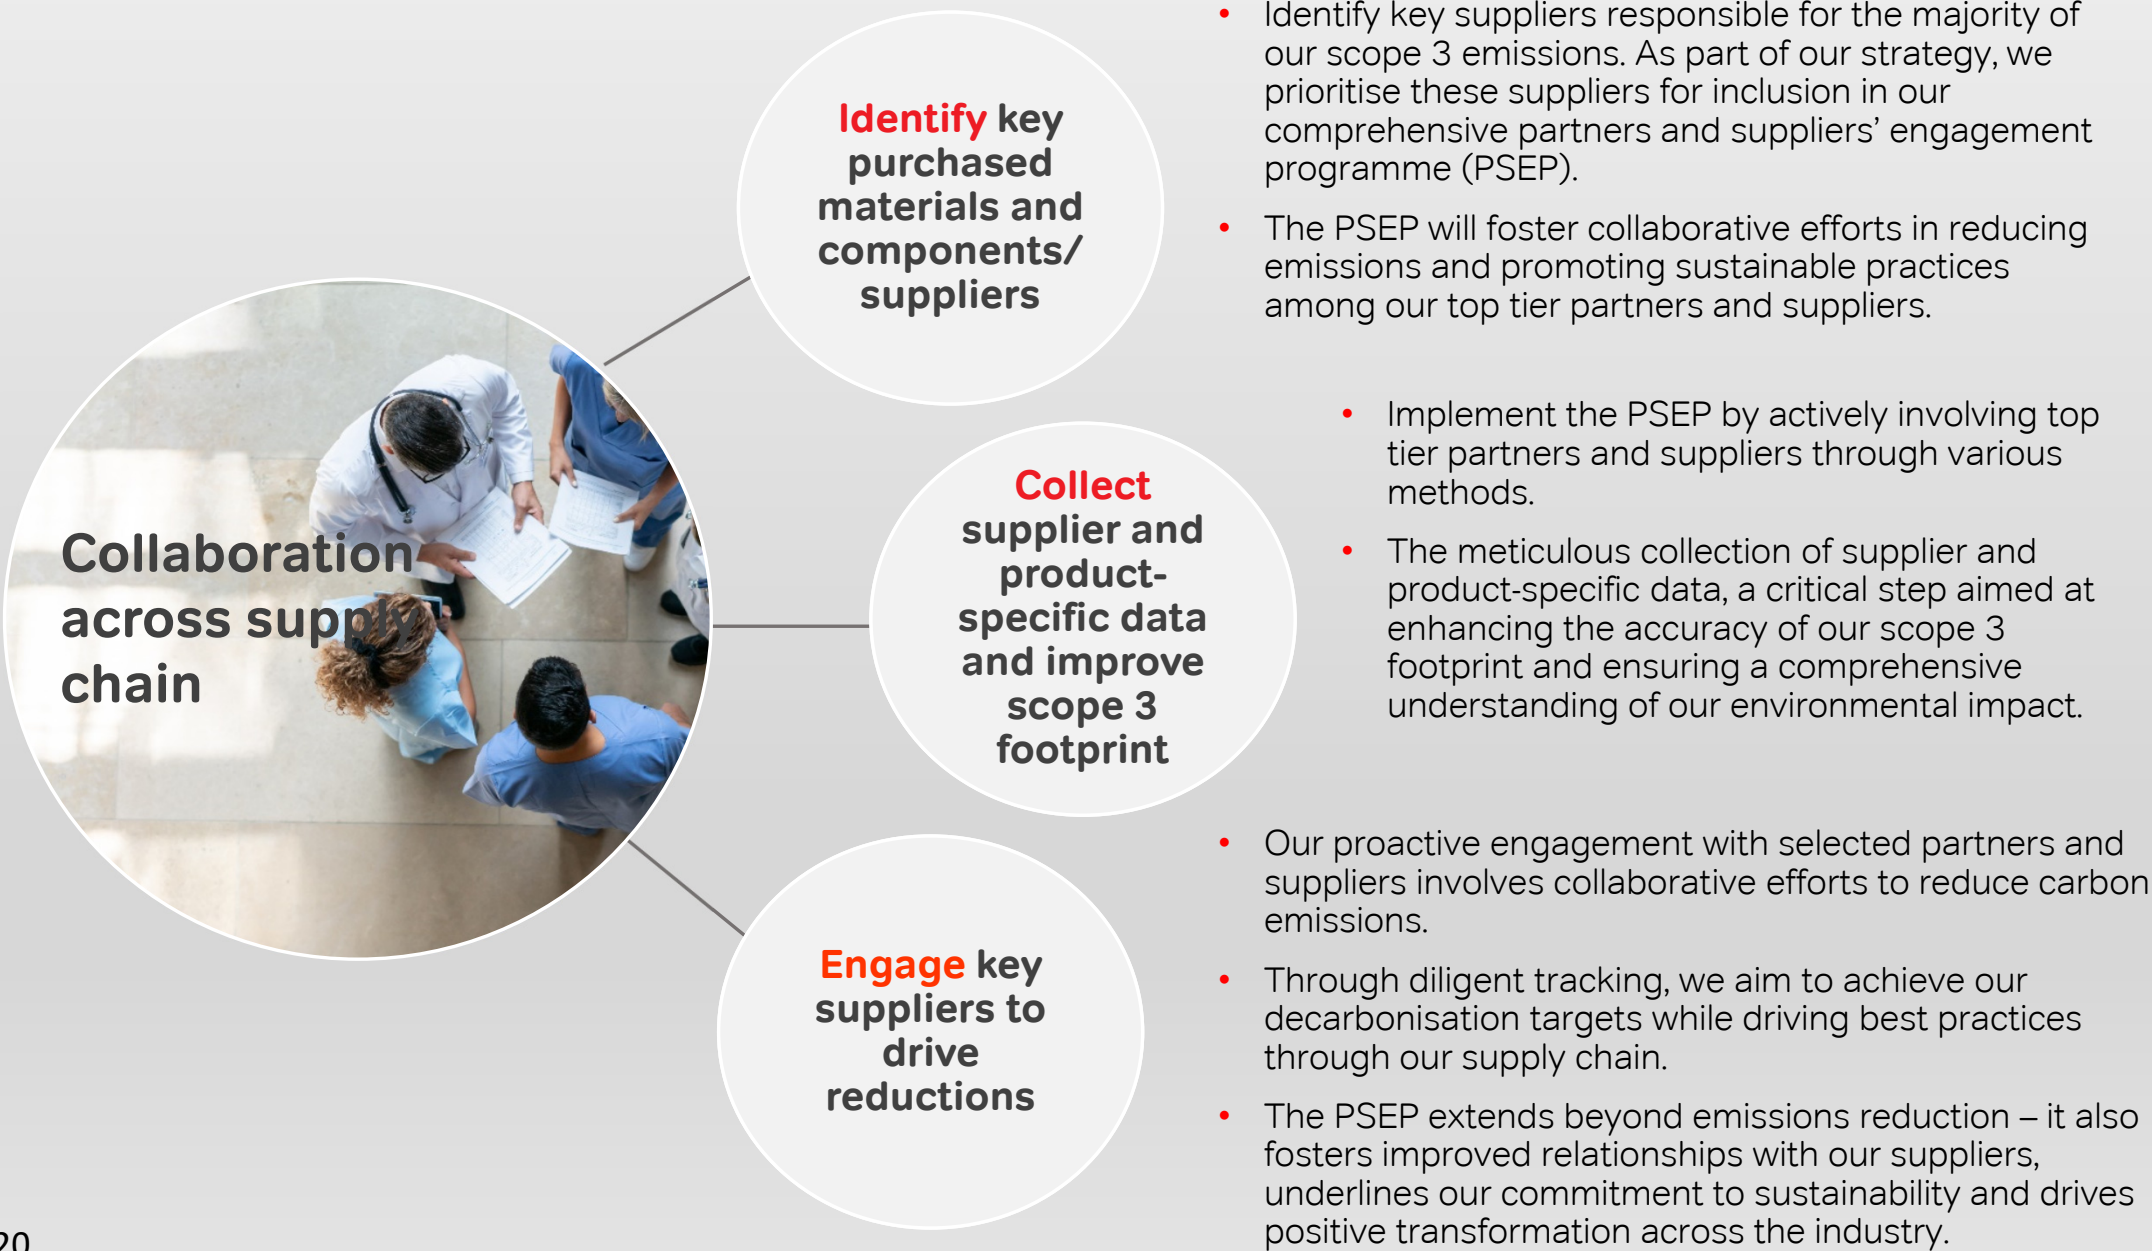 Collaboration
across supply
chain
Identify key
purchased
materials and
components/
suppliers
• Identify key suppliers responsible for the majority of
our scope 3 emissions. As part of our strategy, we
prioritise these suppliers for inclusion in our
comprehensive partners and suppliers’ engagement
programme (PSEP).
• The PSEP will foster collaborative efforts in reducing
emissions and promoting sustainable practices
among our top tier partners and suppliers.
Collect
supplier and
product-
specific data
and improve
scope 3
footprint
• Implement the PSEP by actively involving top
tier partners and suppliers through various
methods.
• The meticulous collection of supplier and
product-specific data, a critical step aimed at
enhancing the accuracy of our scope 3
footprint and ensuring a comprehensive
understanding of our environmental impact.
Engage key
suppliers to
drive
reductions
• Our proactive engagement with selected partners and
suppliers involves collaborative efforts to reduce carbon
emissions.
• Through diligent tracking, we aim to achieve our
decarbonisation targets while driving best practices
through our supply chain.
• The PSEP extends beyond emissions reduction – it also
fosters improved relationships with our suppliers,
underlines our commitment to sustainability and drives
positive transformation across the industry.
20